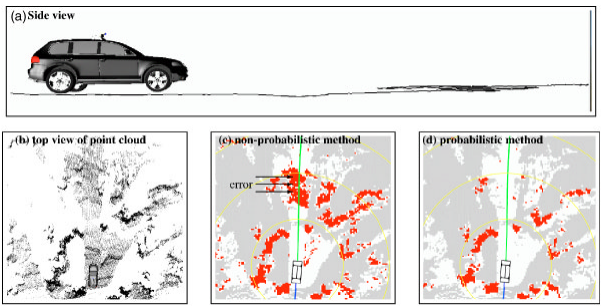 (a) Side view
(b) top view of point cloud
(c) non-probabilistic method
(d) probabilistic method
error